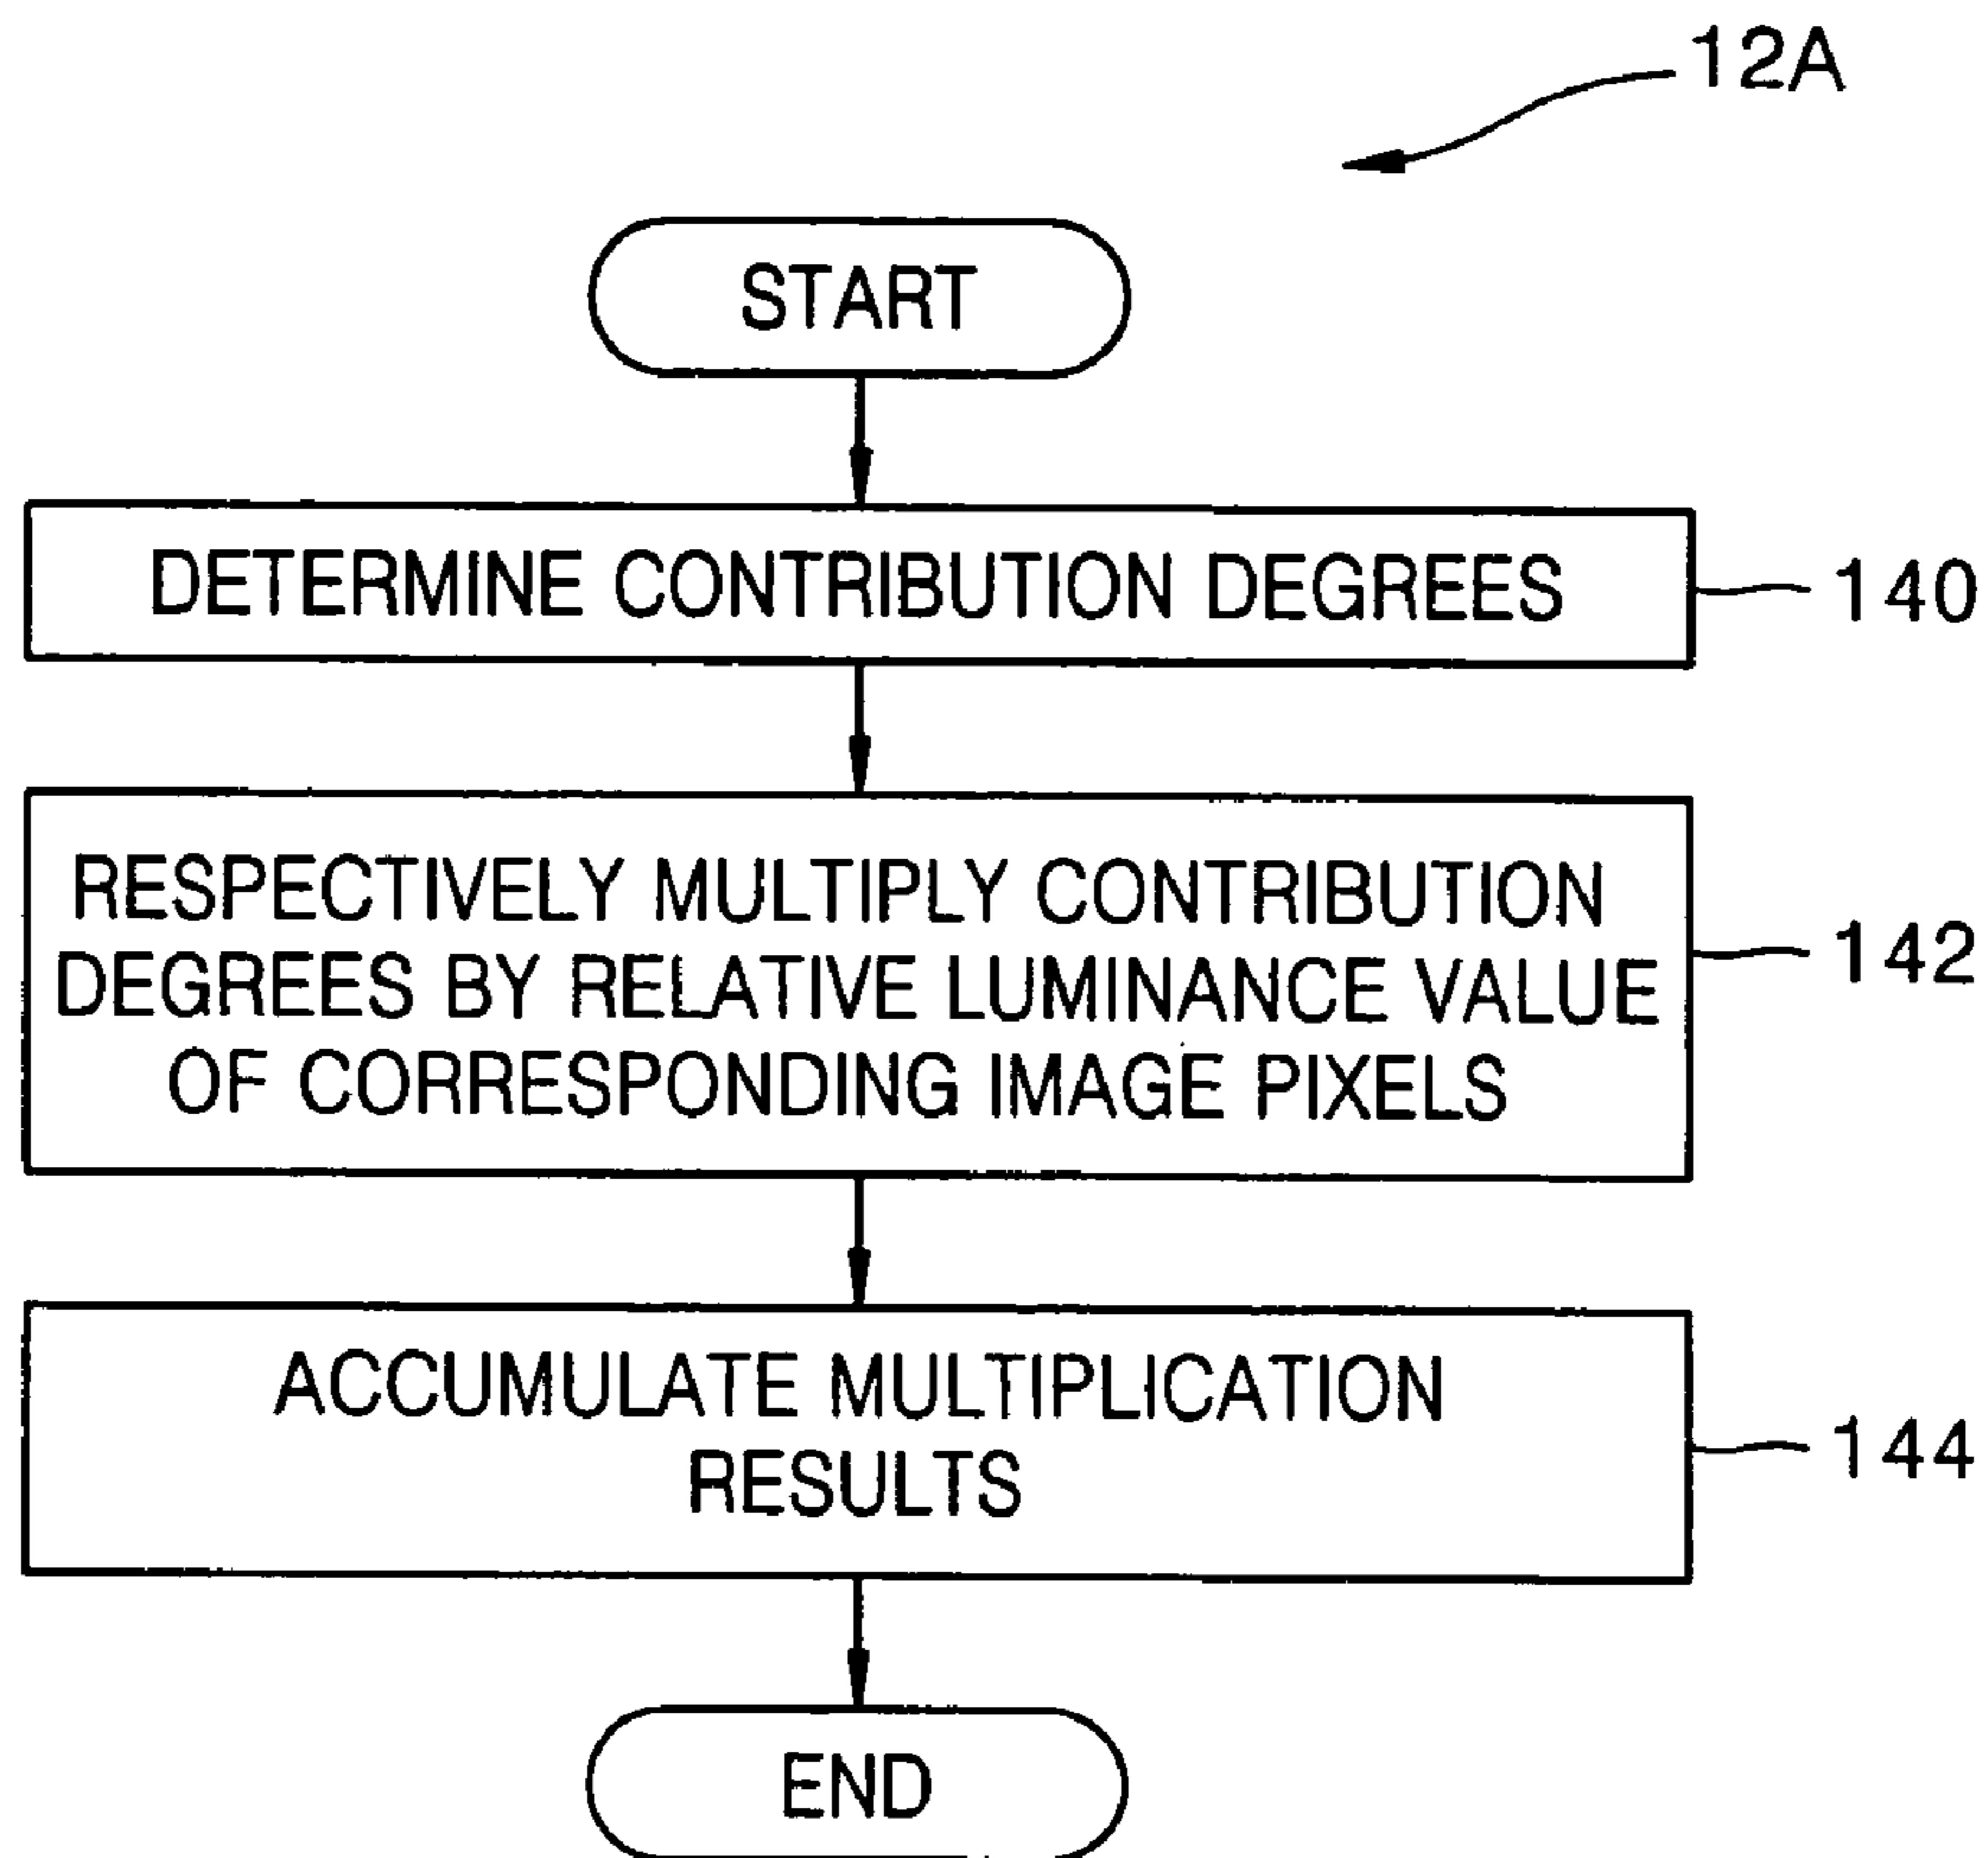 12A
START
DETERMINE CONTRIBUTION DEGREES
140
RESPECTIVELY MULTIPLY CONTRIBUTION
DEGREES BY RELATIVE LUMINANCE VALUE
OF CORRESPONDING IMAGE PIXELS
142
ACCUMULATE MULTIPLICATION
RESULTS
144
END